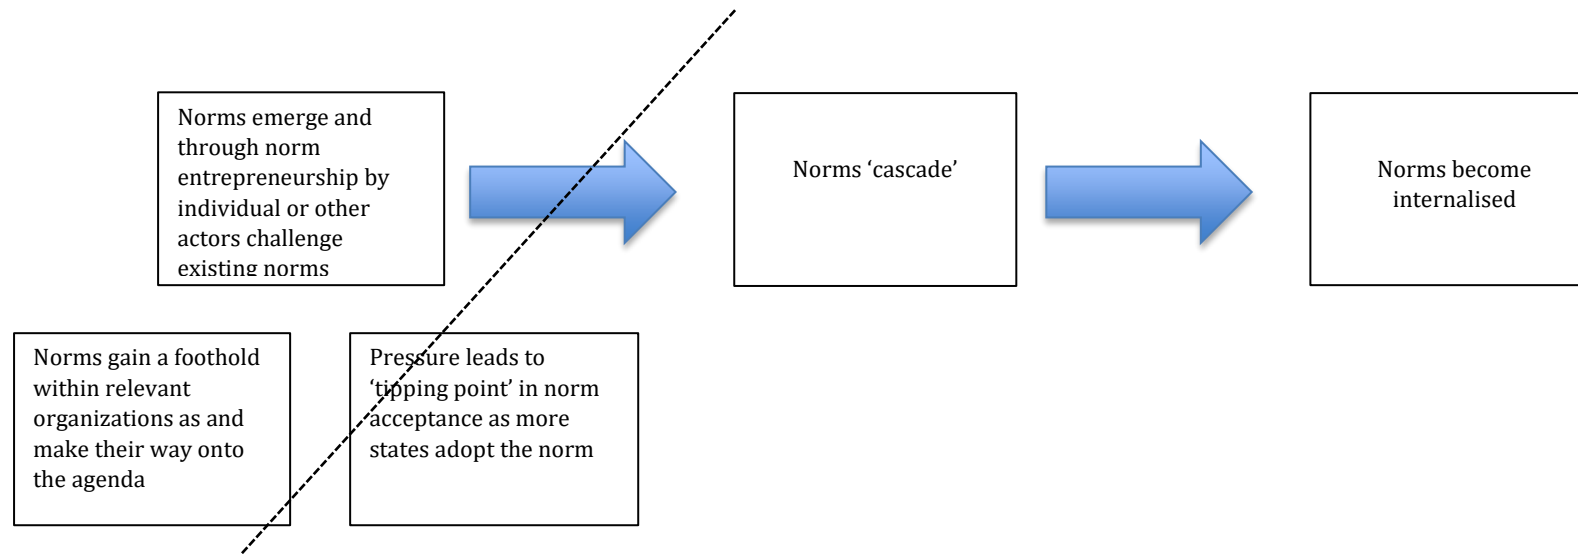 Norms emerge and
through norm
entrepreneurship by
individual or other
actors challenge
existing norms
Norms ‘cascade’
Norms become
internalised
Norms gain a foothold
within relevant
organizations as and
make their way onto
the agenda
Pressure leads to
‘tipping point’ in norm
acceptance as more
states adopt the norm